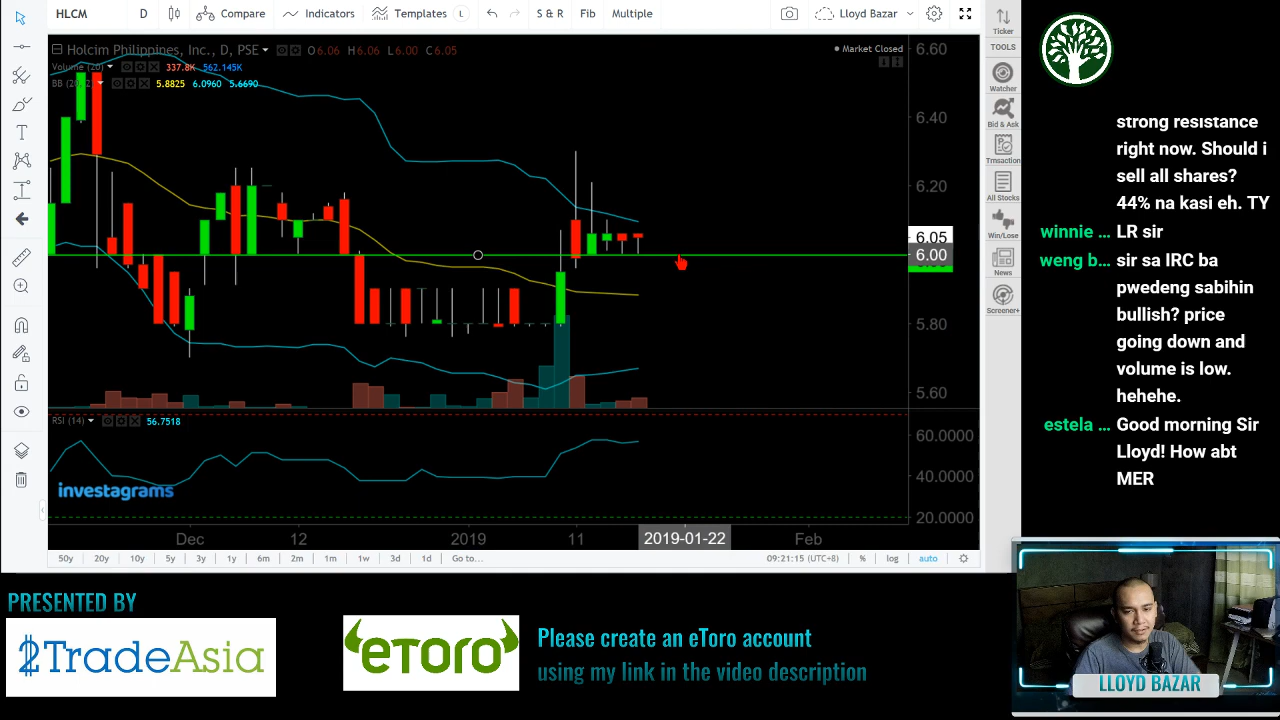 HLCM D Compare Indicators Templates L S & R Fib Multiple Lloyd Bazar
Holcim Philippines, Inc., D, PSE O6.06 H6.06 L6.00 C6.05
Market Closed
Volume (20) 337.8K 562.145K
BB (20, 2) 5.8825 6.0960 5.6690
6.60
6.40
6.20
6.05
6.00
5.80
5.60
RSI (14) 56.7518
60.0000
40.0000
20.0000
investagrams
Dec 12 2019 11 2019-01-22 Feb
50y 20y 10y 5y 3y 1y 6m 2m 1m 1w 3d 1d Go to... 09:21:15 (UTC+8) % log auto
Ticker
TOOLS
Watcher
Bid & Ask
Trnsaction
All Stocks
Win/Lose
News
Screener+
strong resistance
right now. Should i
sell all shares?
44% na kasi eh. TY
winnie ... LR sir
weng b... sir sa IRC ba
pwedeng sabihin
bullish? price
going down and
volume is low.
hehehe.
estela ... Good morning Sir
Lloyd! How abt
MER
PRESENTED BY
2TradeAsia
eToro
Please create an eToro account
using my link in the video description
LLOYD BAZAR